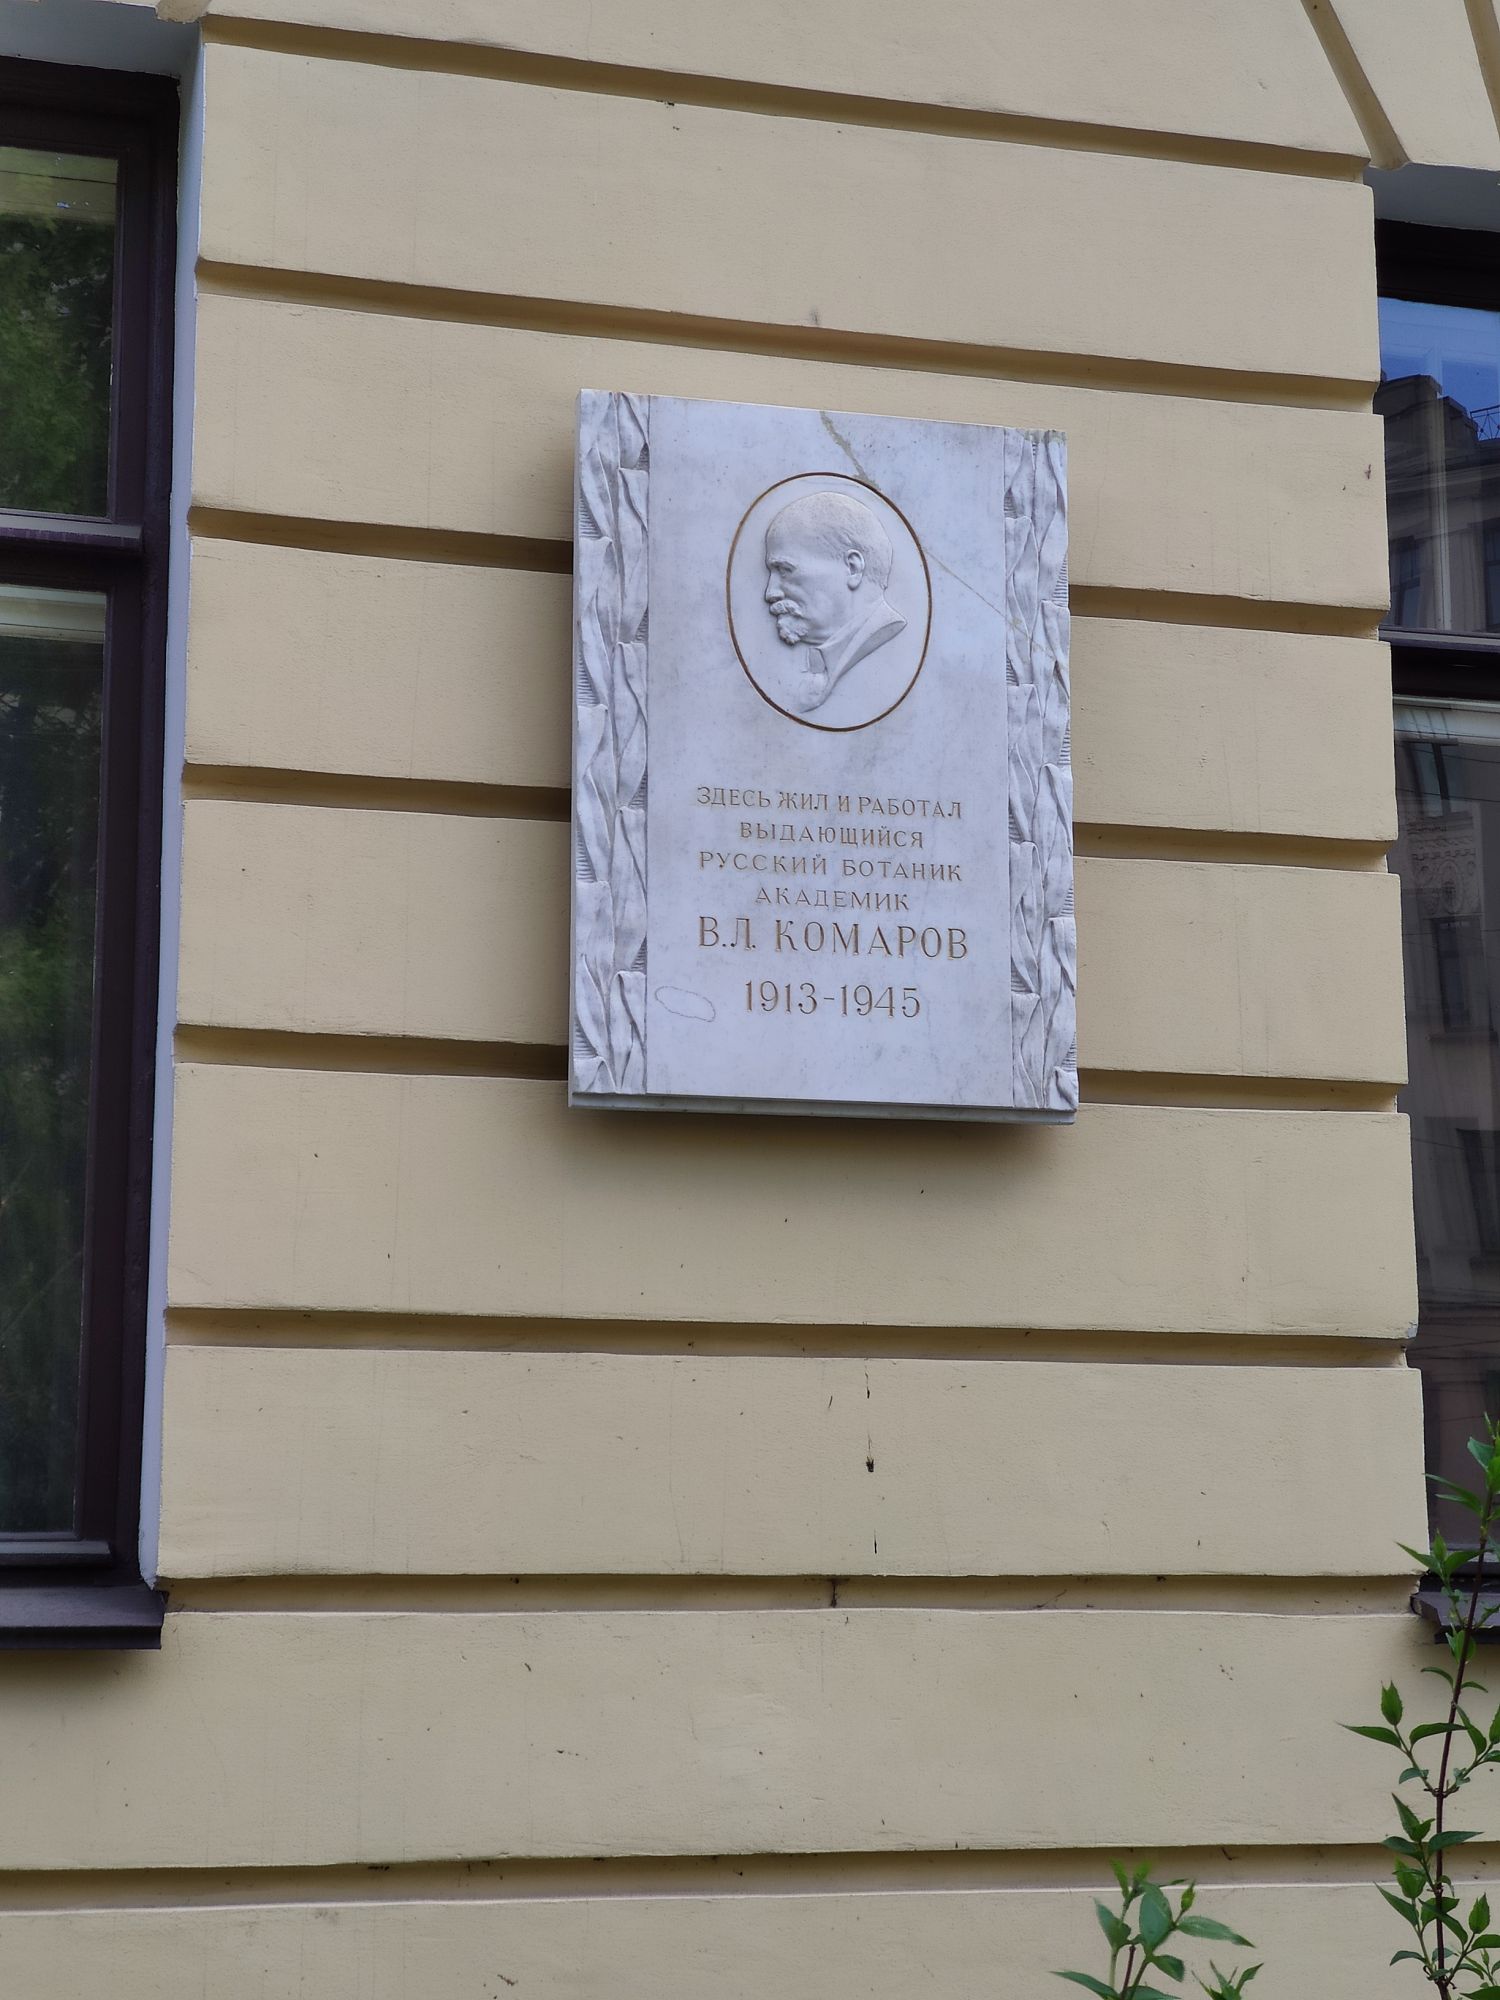 ЗДЕСЬ ЖИЛ И РАБОТАЛ
ВЫДАЮЩИЙСЯ
РУССКИЙ БОТАНИК
АКАДЕМИК
В.Л. КОМАРОВ
1913-1945